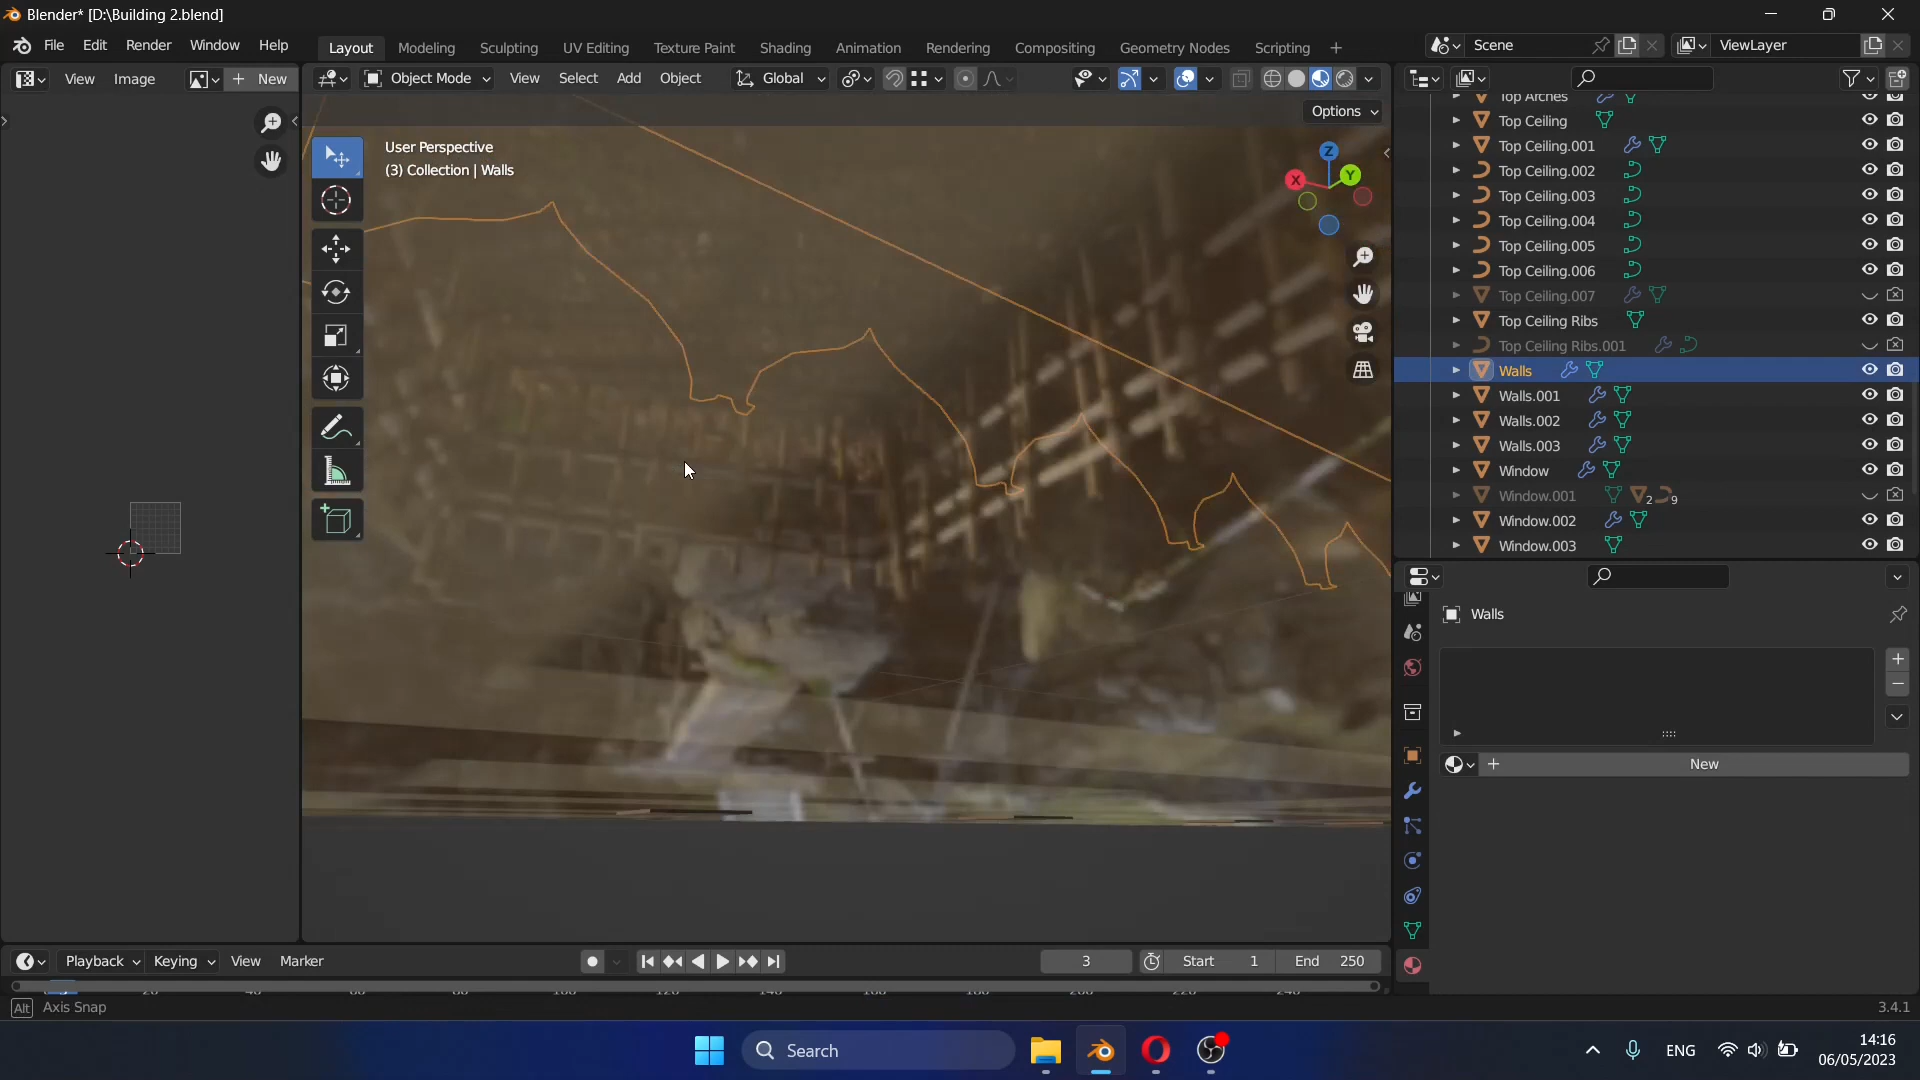 Blender* [D:\Building 2.blend]
File Edit Render Window Help
Layout Modeling Sculpting UV Editing Texture Paint Shading Animation Rendering Compositing Geometry Nodes Scripting
Scene
ViewLayer
View Image New
Object Mode View Select Add Object Global
Options
User Perspective
(3) Collection | Walls
Z
Y
X
Top Arches
Top Ceiling
Top Ceiling.001
Top Ceiling.002
Top Ceiling.003
Top Ceiling.004
Top Ceiling.005
Top Ceiling.006
Top Ceiling.007
Top Ceiling Ribs
Top Ceiling Ribs.001
Walls
Walls.001
Walls.002
Walls.003
Window
Window.001 2 9
Window.002
Window.003
Walls
New
Playback Keying View Marker 3 Start 1 End 250
Alt Axis Snap
3.4.1
Search
ENG
14:16
06/05/2023